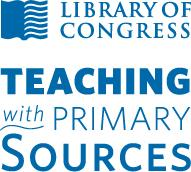 LIBRARY OF
CONGRESS
TEACHING
with PRIMARY
SOURCES